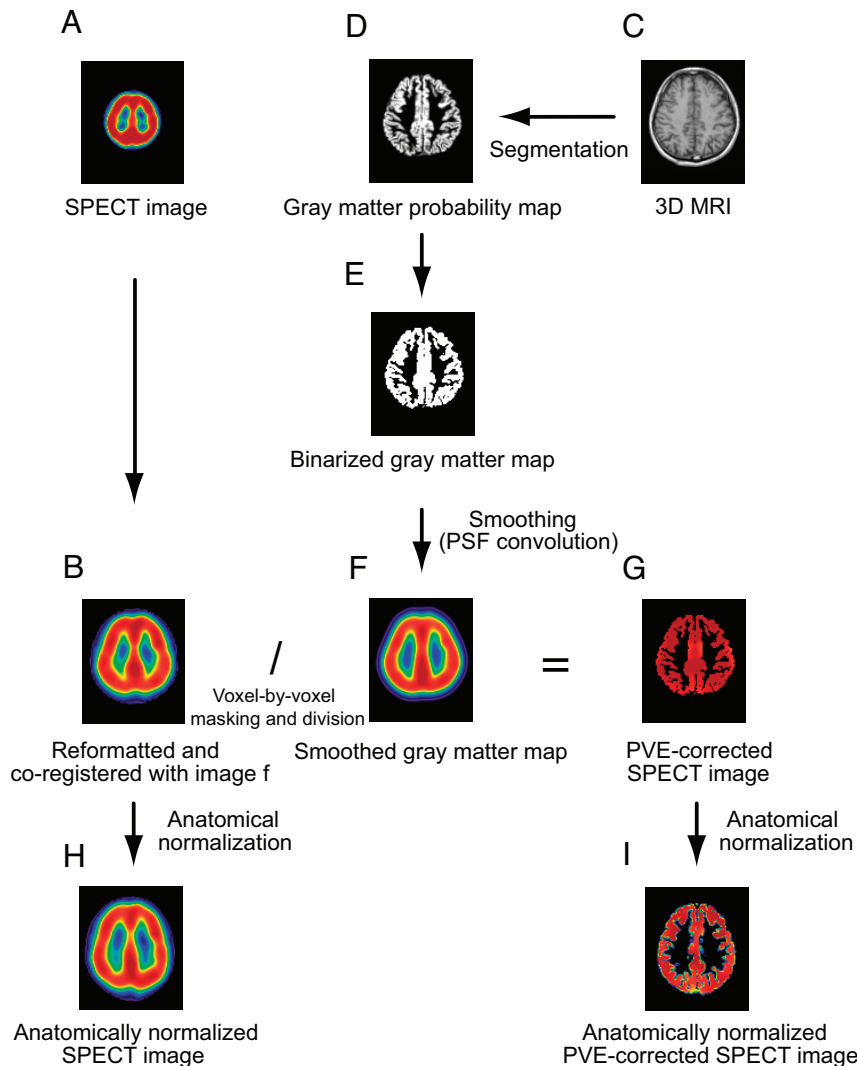 A
D
C
Segmentation
SPECT image
Gray matter probability map
3D MRI
E
Binarized gray matter map
Smoothing
(PSF convolution)
B
F
G
/
=
Voxel-by-voxel
masking and division
Reformatted and
co-registered with image f
Smoothed gray matter map
PVE-corrected
SPECT image
Anatomical
normalization
Anatomical
normalization
H
I
Anatomically normalized
SPECT image
Anatomically normalized
PVE-corrected SPECT image